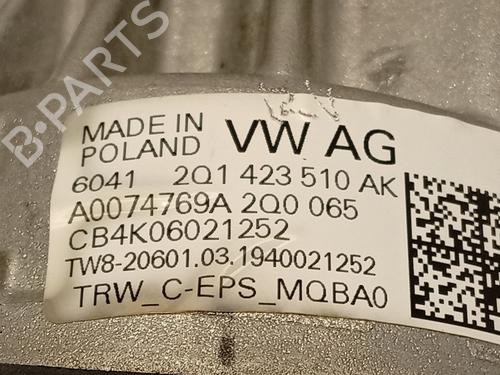 B-PARTS
MADE IN
POLAND
VW AG
6041 2Q1 423 510 AK
A0074769A 2Q0 065
CB4K06021252
TW8-20601.03.1940021252
TRW_C-EPS_MQBA0